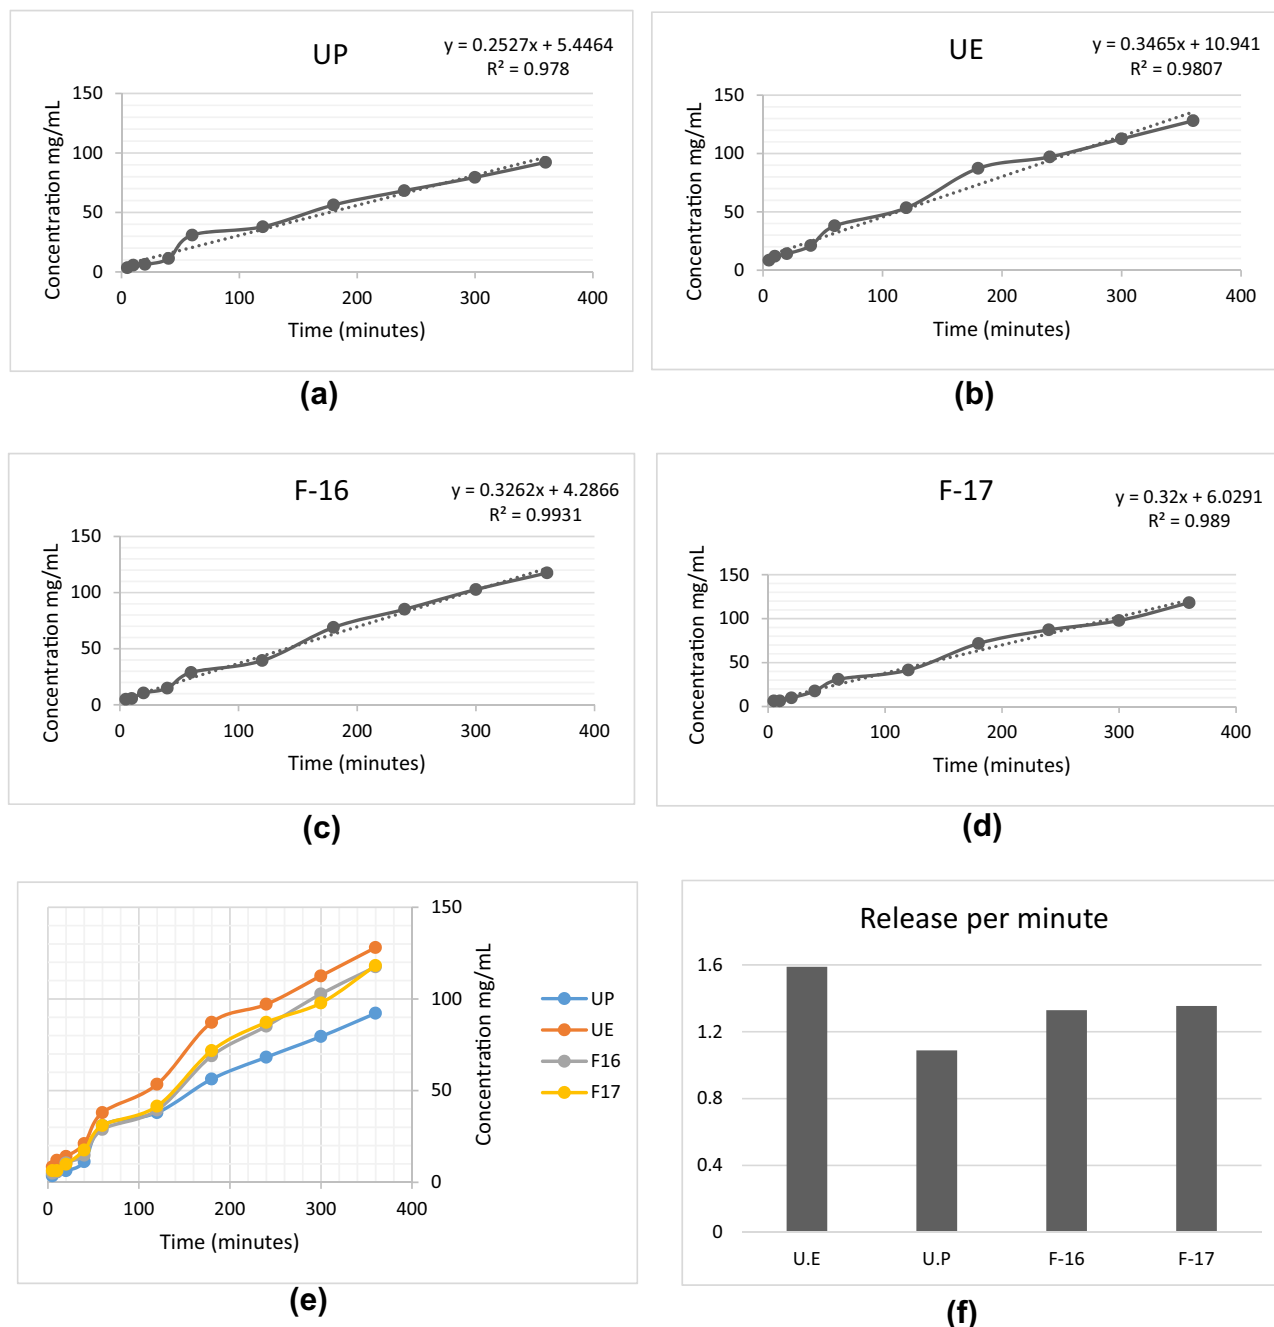 UP
y = 0.2527x + 5.4464
R² = 0.978
Concentration mg/mL
150
100
50
0
0 100 200 300 400
Time (minutes)
(a)
UE
y = 0.3465x + 10.941
R² = 0.9807
Concentration mg/mL
150
100
50
0
0 100 200 300 400
Time (minutes)
(b)
F-16
y = 0.3262x + 4.2866
R² = 0.9931
Concentration mg/mL
150
100
50
0
0 100 200 300 400
Time (minutes)
(c)
F-17
y = 0.32x + 6.0291
R² = 0.989
Concentration mg/mL
150
100
50
0
0 100 200 300 400
Time (minutes)
(d)
150
100
50
0
Concentration mg/mL
0 100 200 300 400
Time (minutes)
UP
UE
F16
F17
(e)
Release per minute
1.6
1.2
0.8
0.4
0
U.E U.P F-16 F-17
(f)